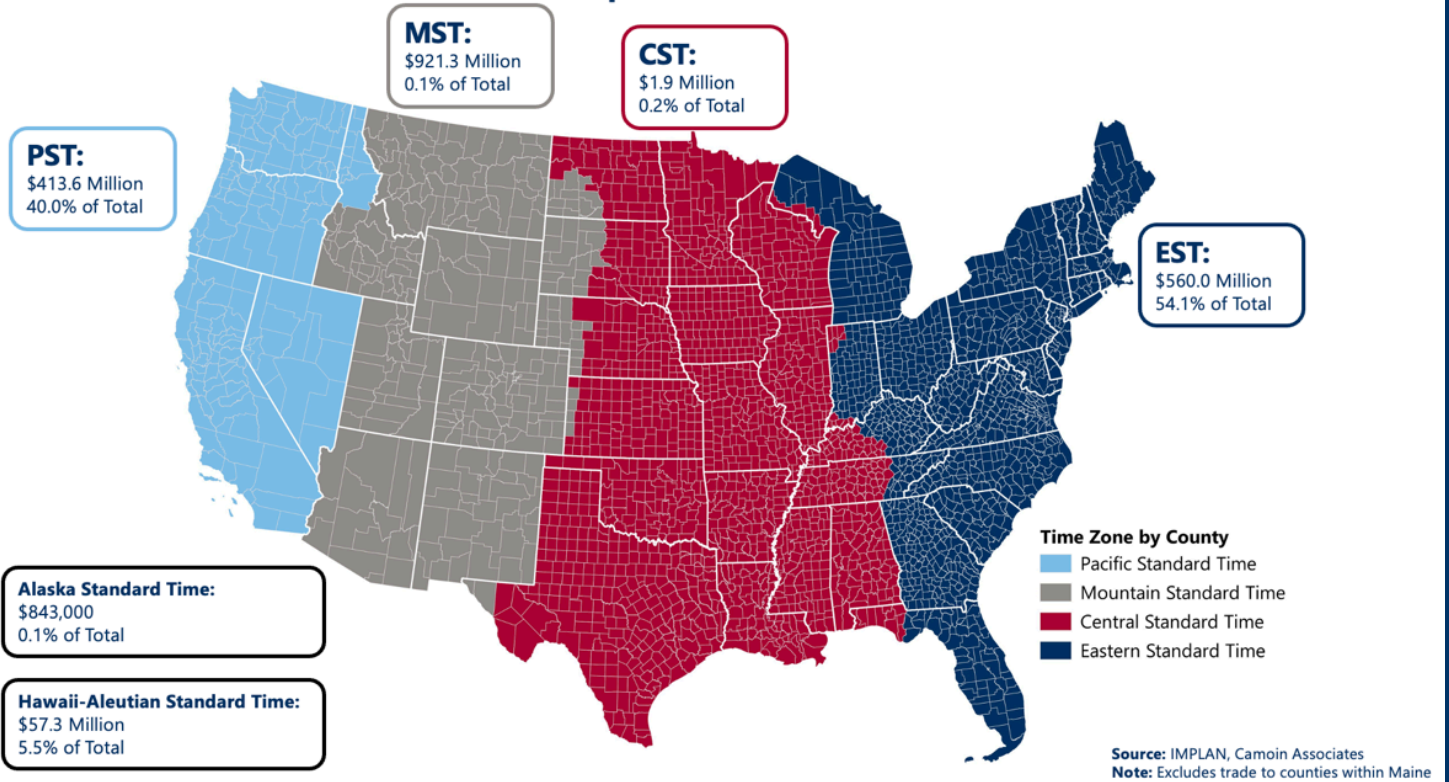 MST:
$921.3 Million
0.1% of Total
CST:
$1.9 Million
0.2% of Total
PST:
$413.6 Million
40.0% of Total
EST:
$560.0 Million
54.1% of Total
Time Zone by County
Pacific Standard Time
Mountain Standard Time
Central Standard Time
Eastern Standard Time
Alaska Standard Time:
$843,000
0.1% of Total
Hawaii-Aleutian Standard Time:
$57.3 Million
5.5% of Total
Source: IMPLAN, Camoin Associates
Note: Excludes trade to counties within Maine